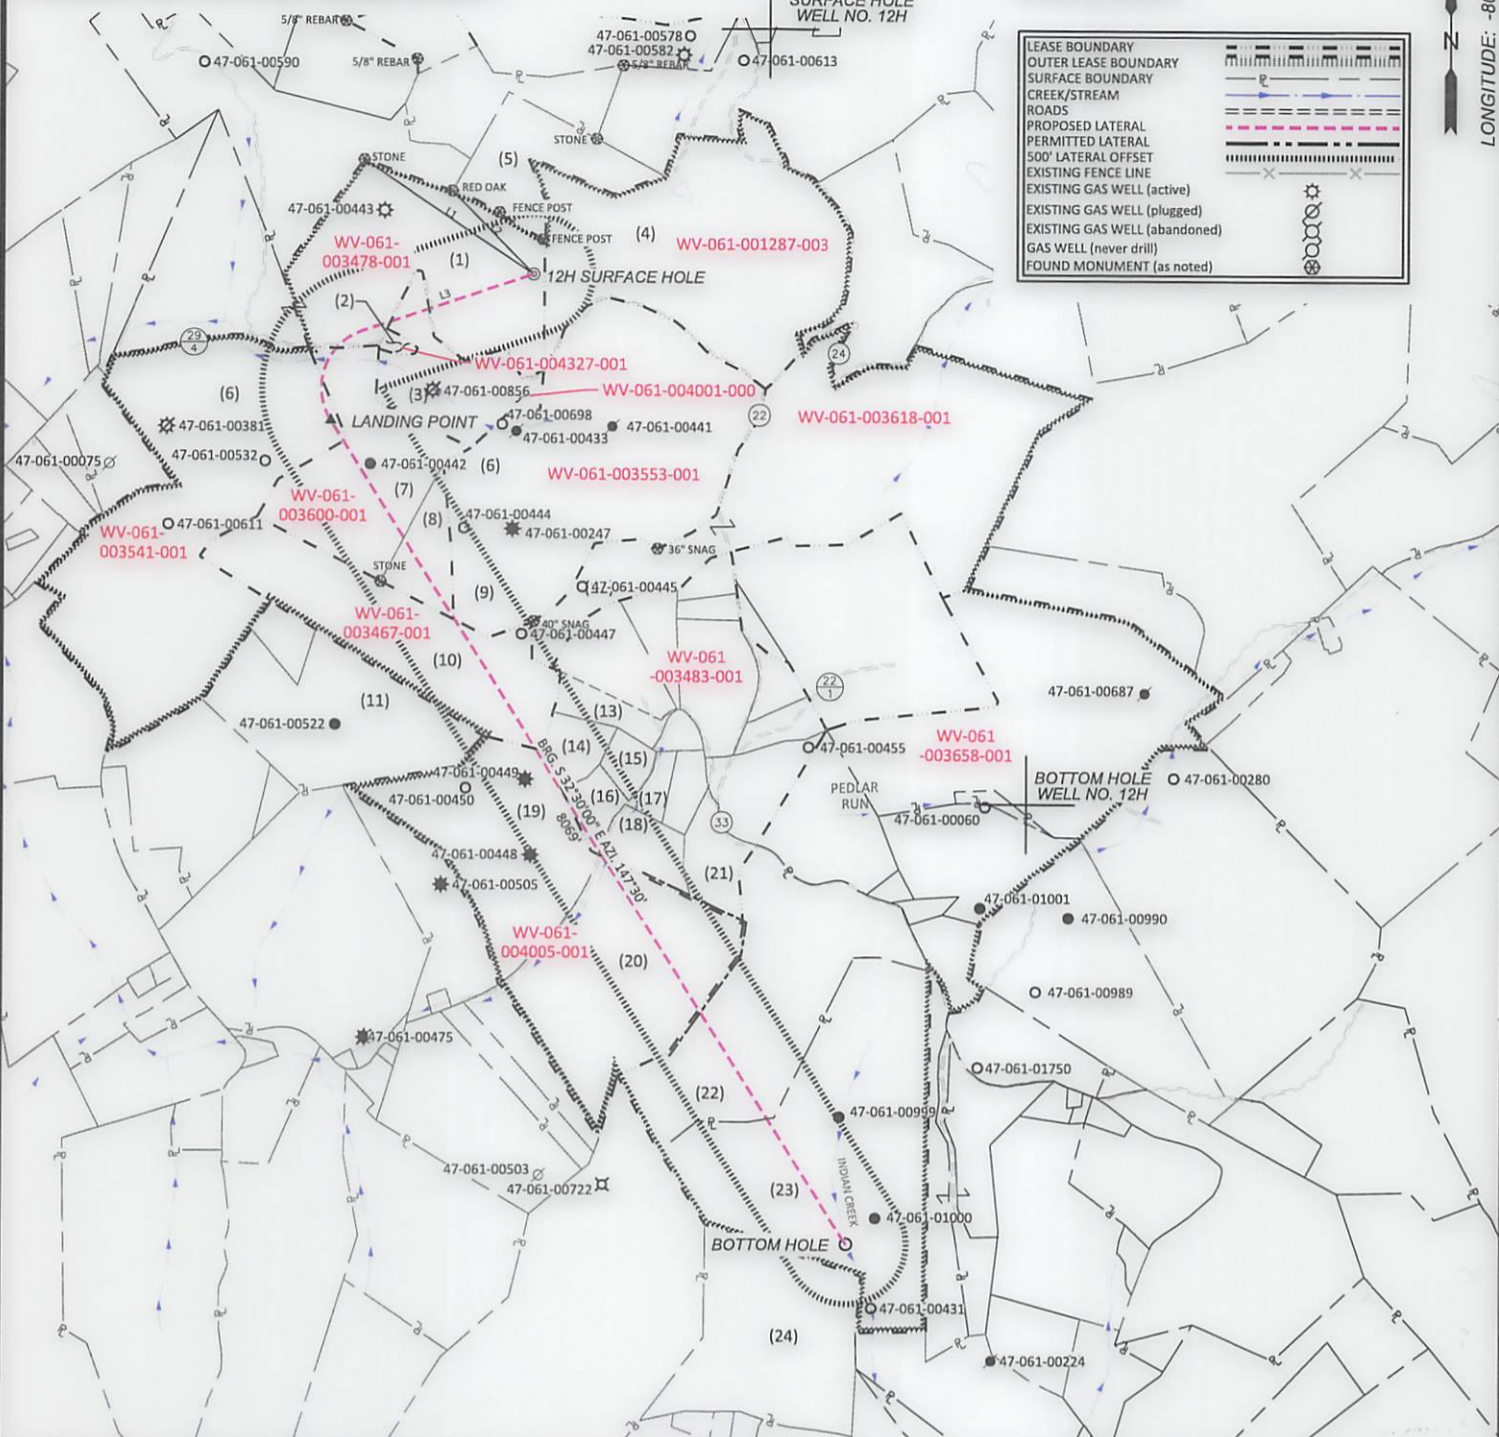 SURFACE HOLE
WELL NO. 12H
LONGITUDE: -80
N
LEASE BOUNDARY
OUTER LEASE BOUNDARY
SURFACE BOUNDARY
CREEK/STREAM
ROADS
PROPOSED LATERAL
PERMITTED LATERAL
500' LATERAL OFFSET
EXISTING FENCE LINE
EXISTING GAS WELL (active)
EXISTING GAS WELL (plugged)
EXISTING GAS WELL (abandoned)
GAS WELL (never drill)
FOUND MONUMENT (as noted)
5/8" REBAR
47-061-00590
5/8" REBAR
47-061-00578
47-061-00582
5/8" REBAR
47-061-00613
STONE
STONE
(5)
RED OAK
47-061-00443
L1
FENCE POST
FENCE POST
(4)
WV-061-001287-003
WV-061-
003478-001
(1)
12H SURFACE HOLE
(2)
L3
29
4
24
WV-061-004327-001
(6)
(3)
47-061-00856
WV-061-004001-000
22
WV-061-003618-001
LANDING POINT
47-061-00698
47-061-00433
47-061-00441
47-061-00381
47-061-00075
47-061-00532
47-061-00442
(6)
WV-061-003553-001
(7)
WV-061-
003600-001
47-061-00611
(8)
47-061-00444
47-061-00247
WV-061-
003541-001
36" SNAG
STONE
47-061-00445
(9)
WV-061-
003467-001
40" SNAG
47-061-00447
(10)
WV-061
-003483-001
22
1
47-061-00687
(11)
47-061-00522
(13)
(14)
(15)
47-061-00455
WV-061
-003658-001
BRG. S 32°30'00" E AZI. 147°30'
8069'
47-061-00449
47-061-00450
(16)
(17)
(18)
(19)
33
PEDLAR
RUN
BOTTOM HOLE
WELL NO. 12H
47-061-00280
47-061-00060
47-061-00448
47-061-00505
(21)
47-061-01001
47-061-00990
WV-061-
004005-001
(20)
47-061-00989
47-061-00475
47-061-01750
(22)
47-061-00999
47-061-00503
47-061-00722
(23)
INDIAN CREEK
47-061-01000
BOTTOM HOLE
47-061-00431
(24)
47-061-00224